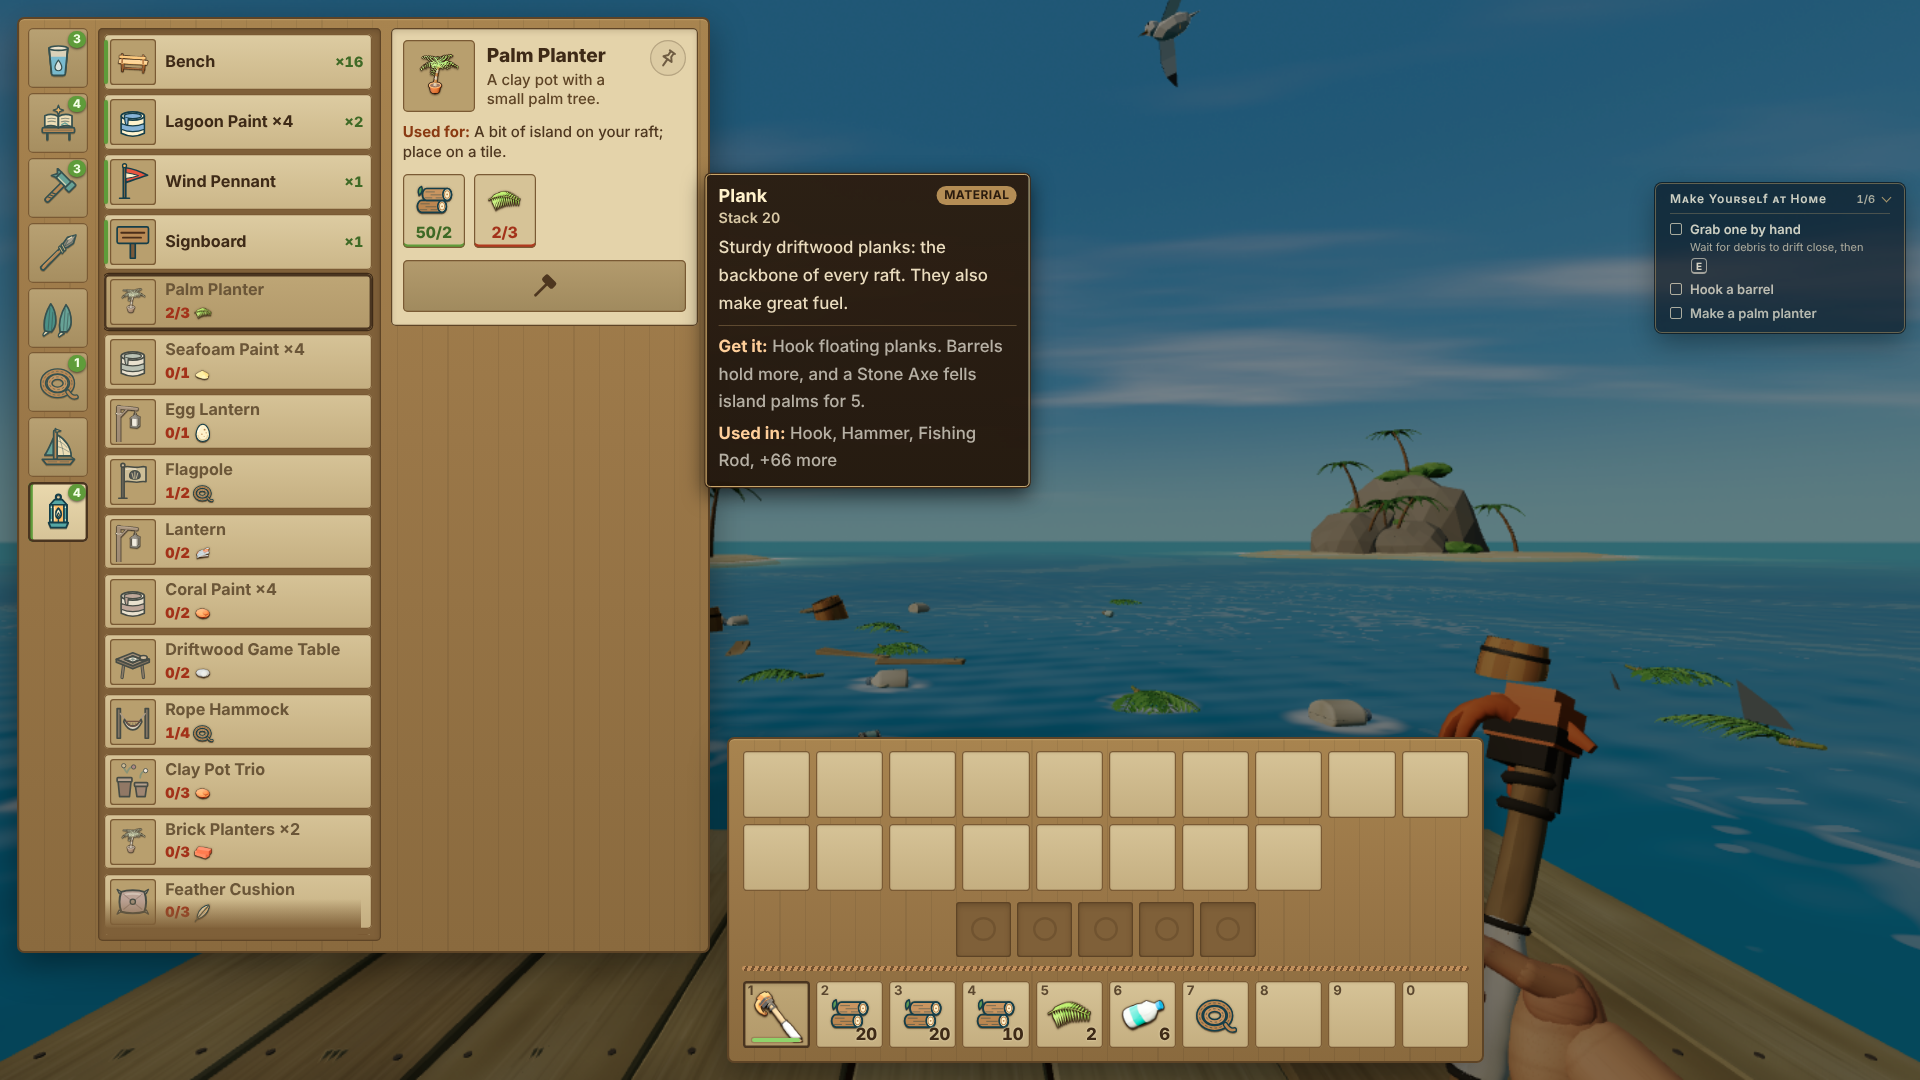 3
4
3
1
4
Bench ×16
Lagoon Paint ×4 ×2
Wind Pennant ×1
Signboard ×1
Palm Planter
2/3
Seafoam Paint ×4
0/1
Egg Lantern
0/1
Flagpole
1/2
Lantern
0/2
Coral Paint ×4
0/2
Driftwood Game Table
0/2
Rope Hammock
1/4
Clay Pot Trio
0/3
Brick Planters ×2
0/3
Feather Cushion
0/3
Palm Planter
A clay pot with a
small palm tree.
Used for: A bit of island on your raft;
place on a tile.
50/2 2/3
Plank MATERIAL
Stack 20
Sturdy driftwood planks: the
backbone of every raft. They also
make great fuel.
Get it: Hook floating planks. Barrels
hold more, and a Stone Axe fells
island palms for 5.
Used in: Hook, Hammer, Fishing
Rod, +66 more
Make Yourself at Home 1/6
Grab one by hand
Wait for debris to drift close, then
E
Hook a barrel
Make a palm planter
1 2 3 4 5 6 7 8 9 0
20 20 10 2 6